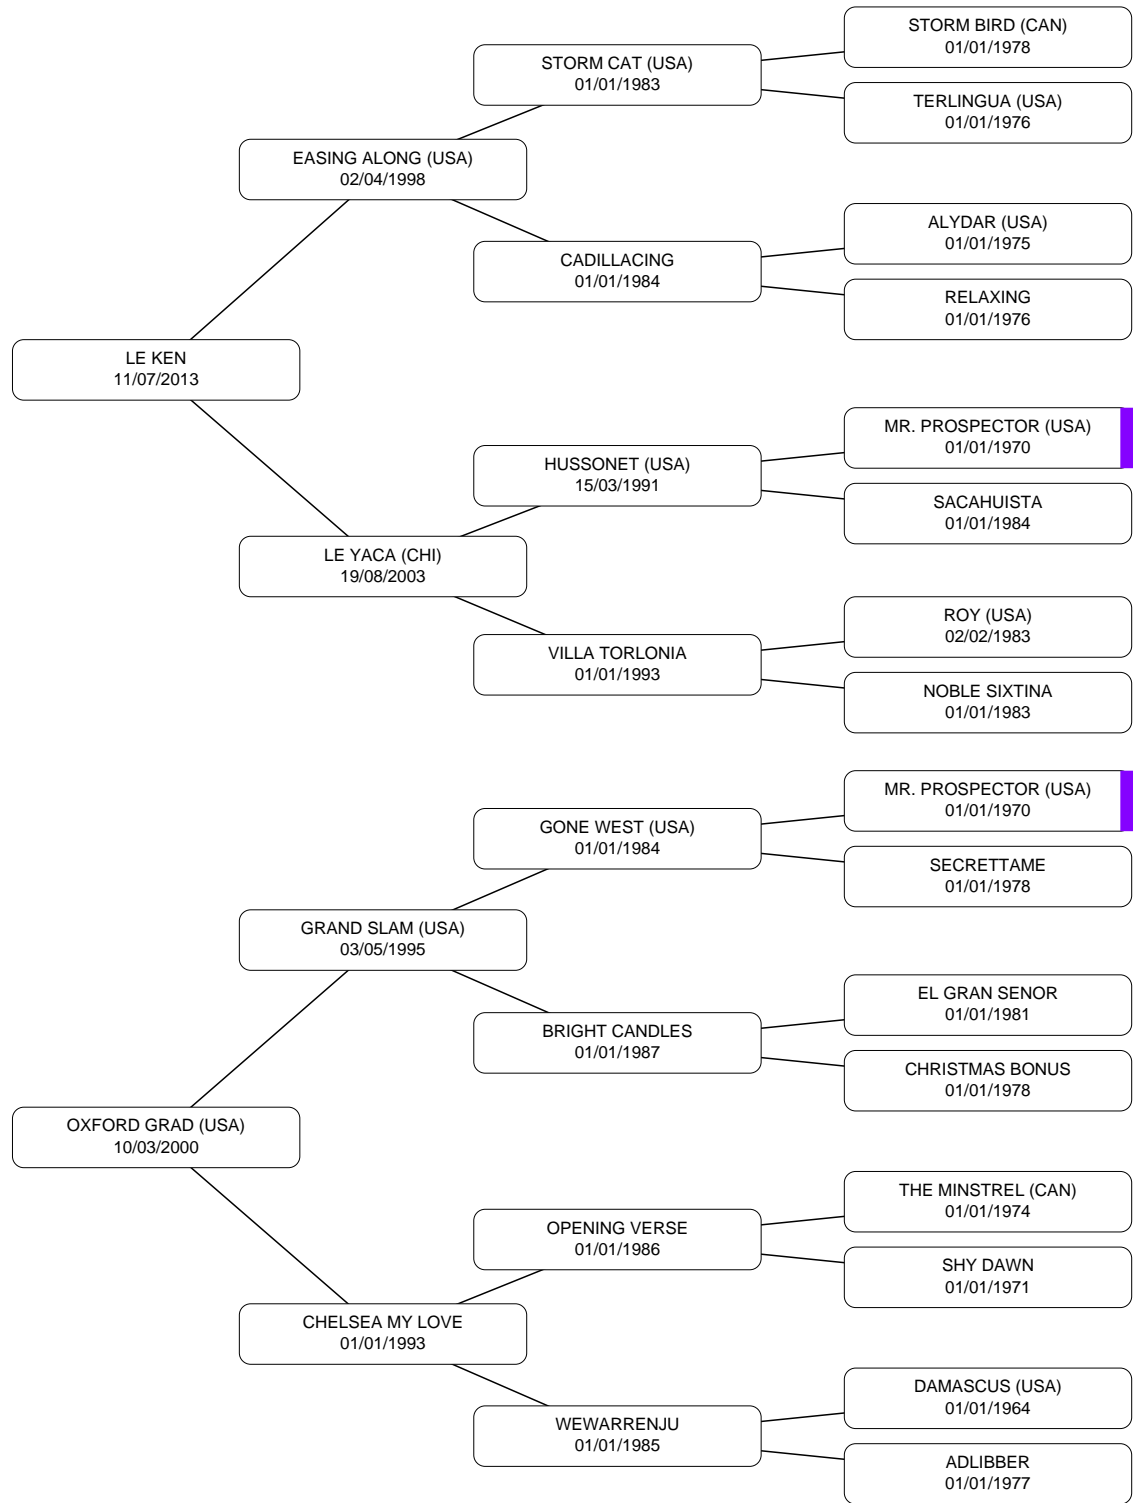 STORM BIRD (CAN)
01/01/1978
STORM CAT (USA)
01/01/1983
TERLINGUA (USA)
01/01/1976
EASING ALONG (USA)
02/04/1998
ALYDAR (USA)
01/01/1975
CADILLACING
01/01/1984
RELAXING
01/01/1976
LE KEN
11/07/2013
MR. PROSPECTOR (USA)
01/01/1970
HUSSONET (USA)
15/03/1991
SACAHUISTA
01/01/1984
LE YACA (CHI)
19/08/2003
ROY (USA)
02/02/1983
VILLA TORLONIA
01/01/1993
NOBLE SIXTINA
01/01/1983
MR. PROSPECTOR (USA)
01/01/1970
GONE WEST (USA)
01/01/1984
SECRETTAME
01/01/1978
GRAND SLAM (USA)
03/05/1995
EL GRAN SENOR
01/01/1981
BRIGHT CANDLES
01/01/1987
CHRISTMAS BONUS
01/01/1978
OXFORD GRAD (USA)
10/03/2000
THE MINSTREL (CAN)
01/01/1974
OPENING VERSE
01/01/1986
SHY DAWN
01/01/1971
CHELSEA MY LOVE
01/01/1993
DAMASCUS (USA)
01/01/1964
WEWARRENJU
01/01/1985
ADLIBBER
01/01/1977